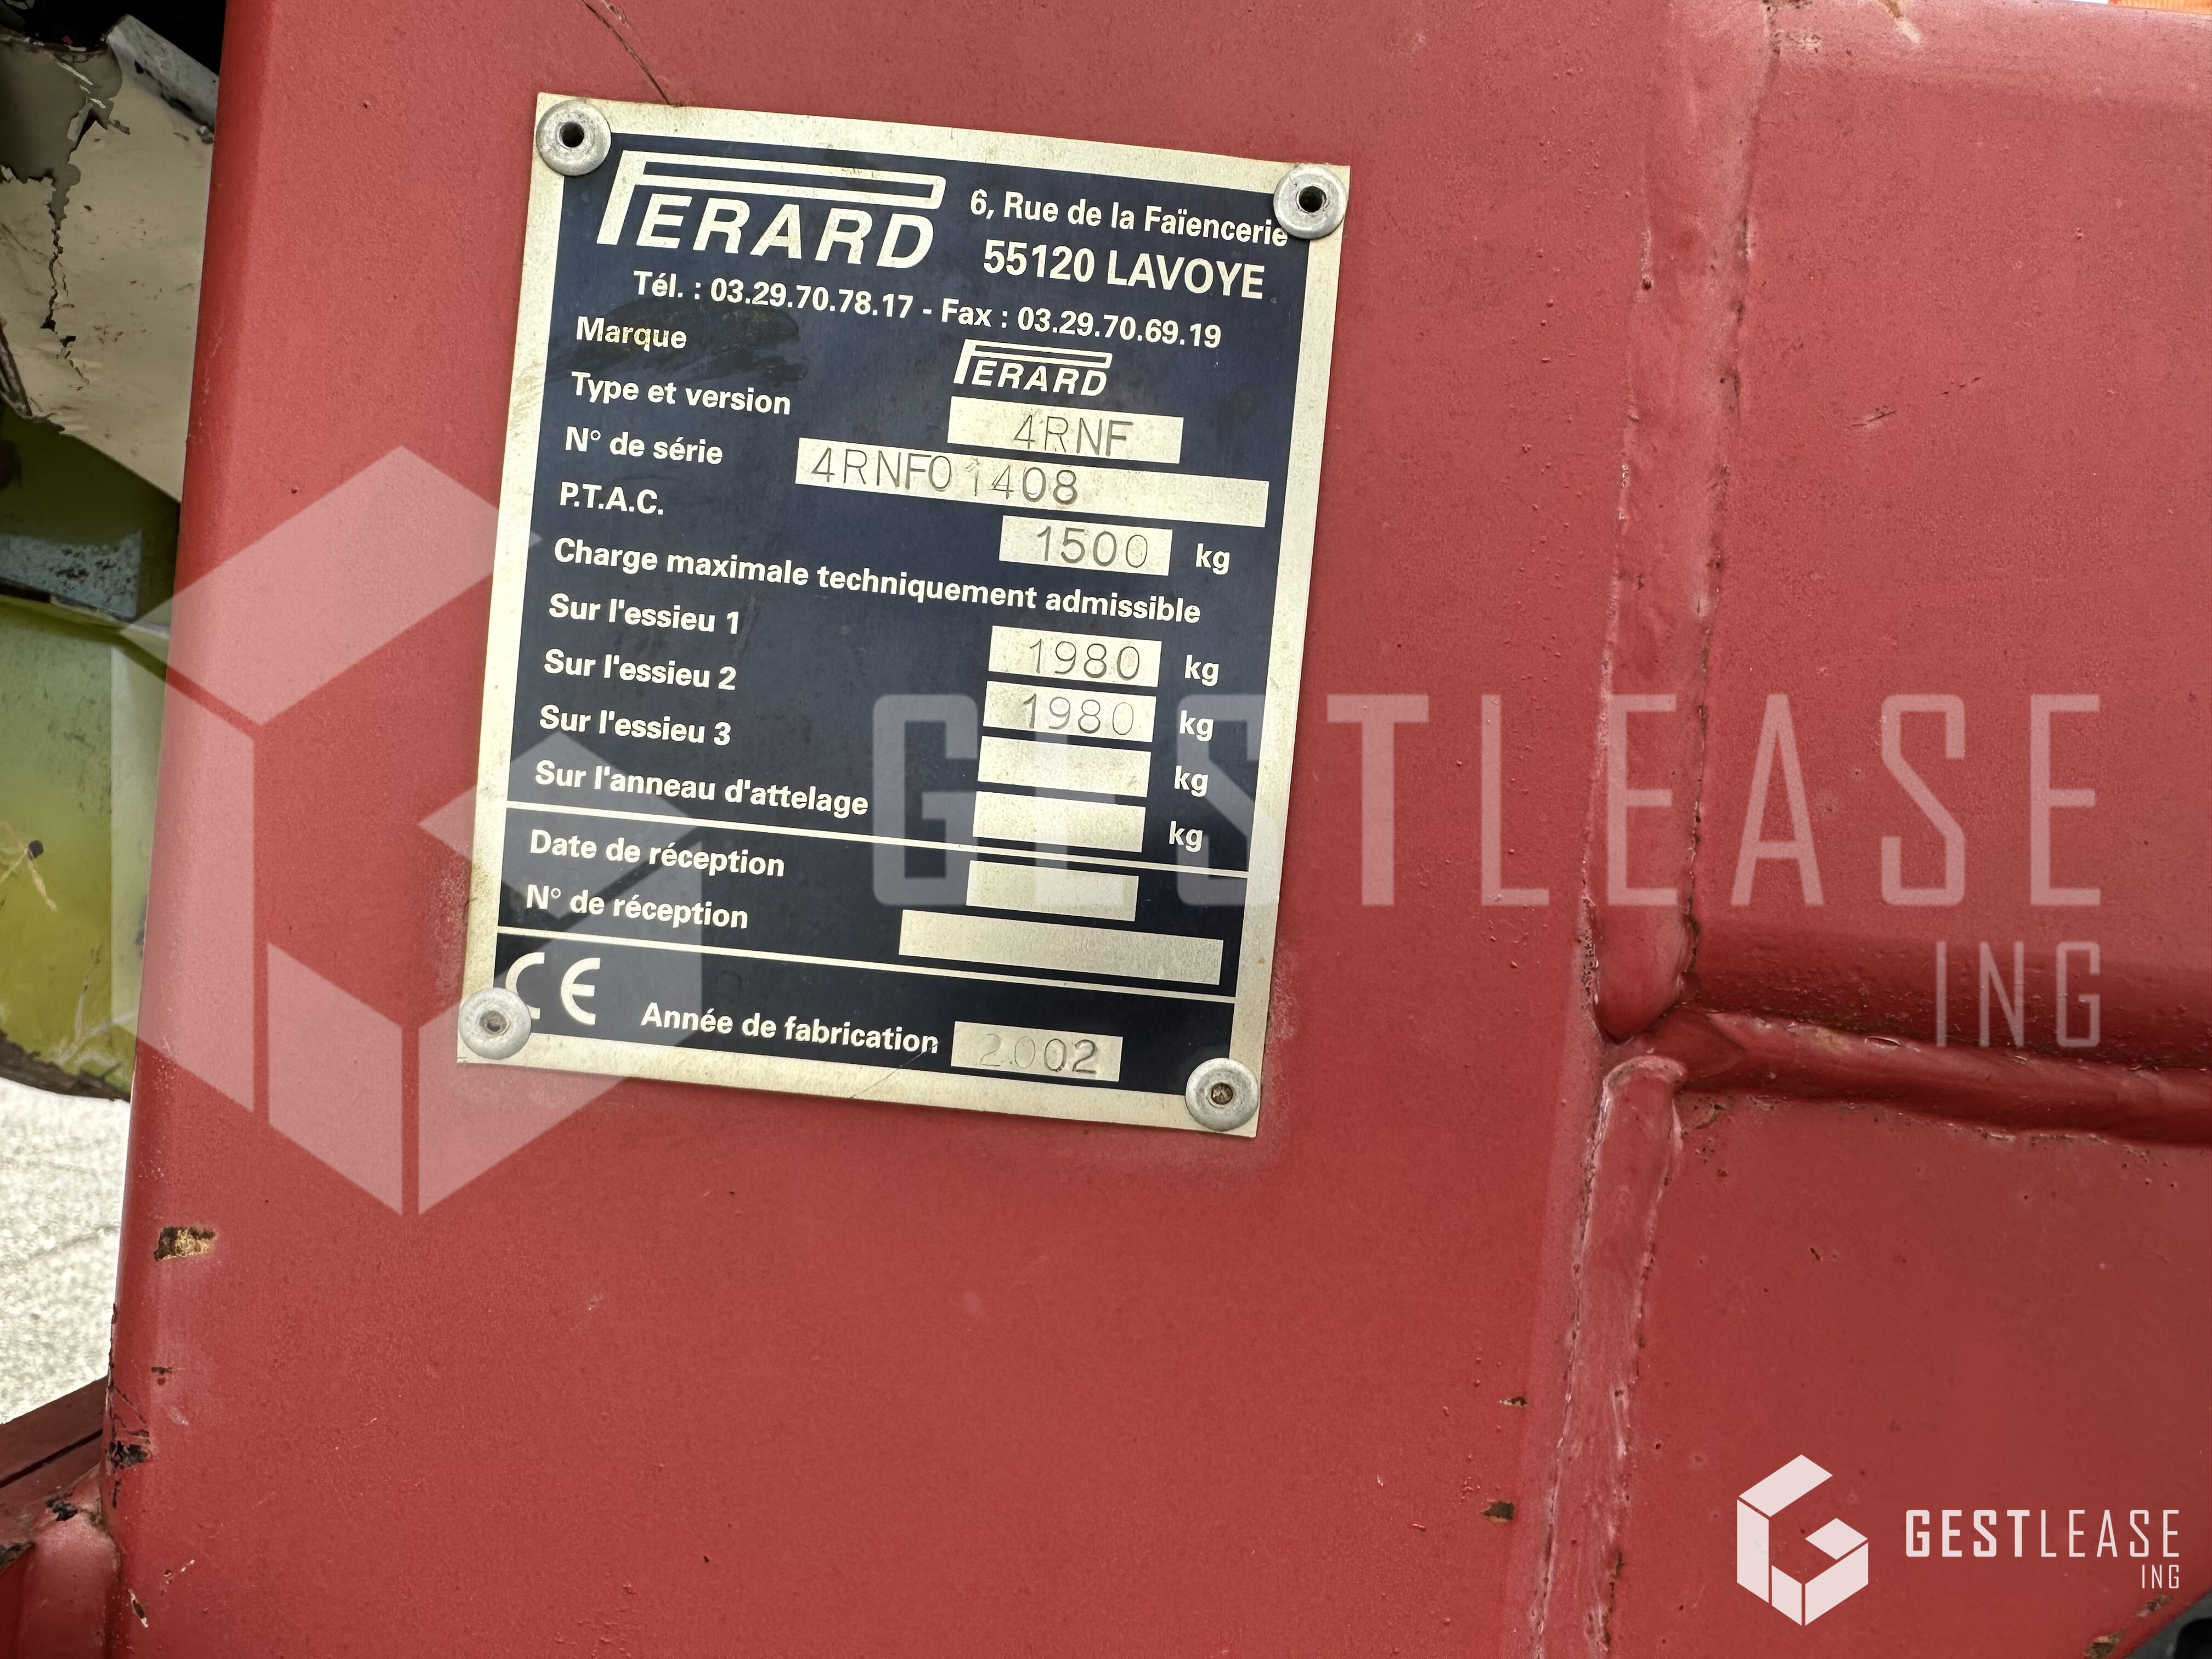 PERARD
6, Rue de la Faïencerie
55120 LAVOYE
Tél. : 03.29.70.78.17 - Fax : 03.29.70.69.19
Marque PERARD
Type et version 4RNF
N° de série 4RNF01408
P.T.A.C. 1500 kg
Charge maximale techniquement admissible
Sur l'essieu 1 1980 kg
Sur l'essieu 2 1980 kg
Sur l'essieu 3 kg
Sur l'anneau d'attelage kg
Date de réception
N° de réception
CE Année de fabrication 2002
GESTLEASE
ING
GESTLEASE
ING